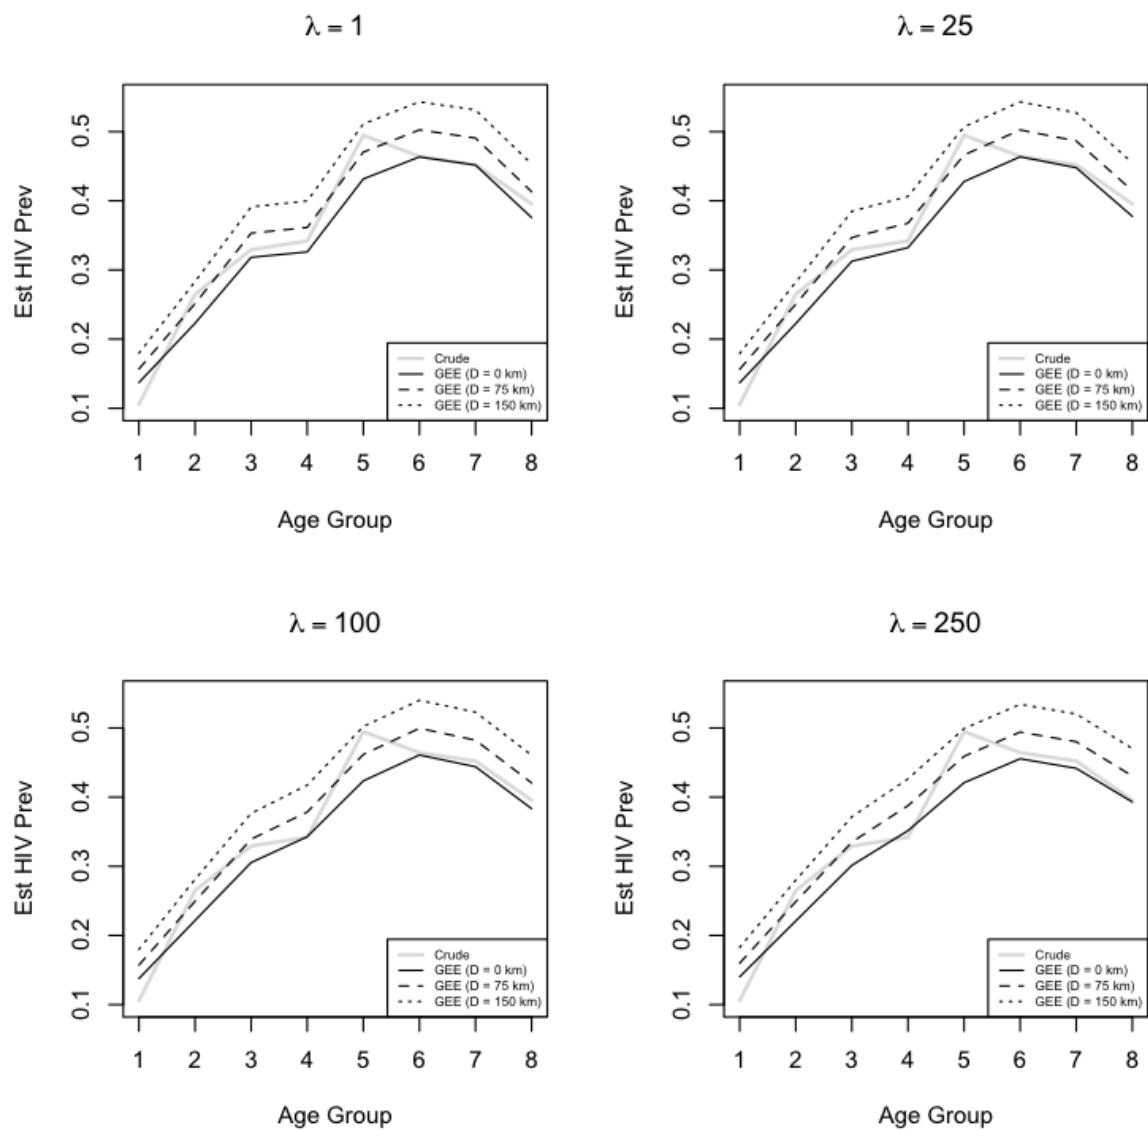 λ = 1
Est HIV Prev
0.1 0.2 0.3 0.4 0.5
Crude
GEE (D = 0 km)
GEE (D = 75 km)
GEE (D = 150 km)
1 2 3 4 5 6 7 8
Age Group
λ = 25
Est HIV Prev
0.1 0.2 0.3 0.4 0.5
Crude
GEE (D = 0 km)
GEE (D = 75 km)
GEE (D = 150 km)
1 2 3 4 5 6 7 8
Age Group
λ = 100
Est HIV Prev
0.1 0.2 0.3 0.4 0.5
Crude
GEE (D = 0 km)
GEE (D = 75 km)
GEE (D = 150 km)
1 2 3 4 5 6 7 8
Age Group
λ = 250
Est HIV Prev
0.1 0.2 0.3 0.4 0.5
Crude
GEE (D = 0 km)
GEE (D = 75 km)
GEE (D = 150 km)
1 2 3 4 5 6 7 8
Age Group